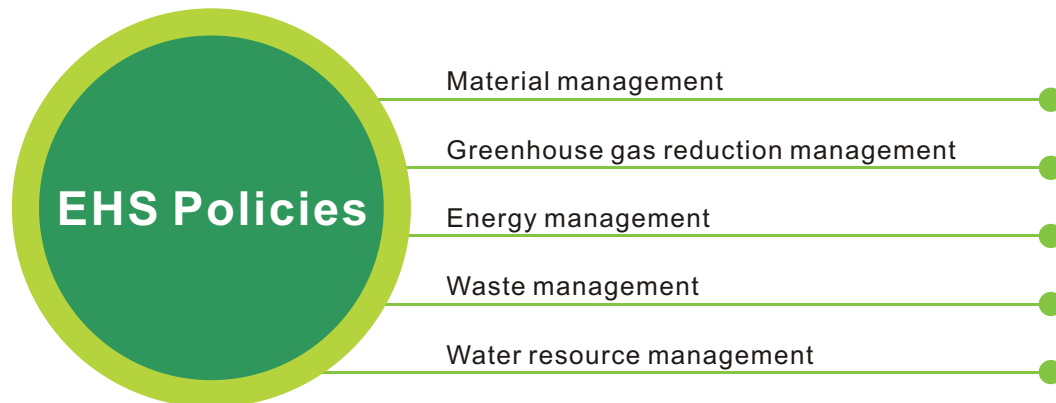 Material management
Greenhouse gas reduction management
EHS Policies
Energy management
Waste management
Water resource management